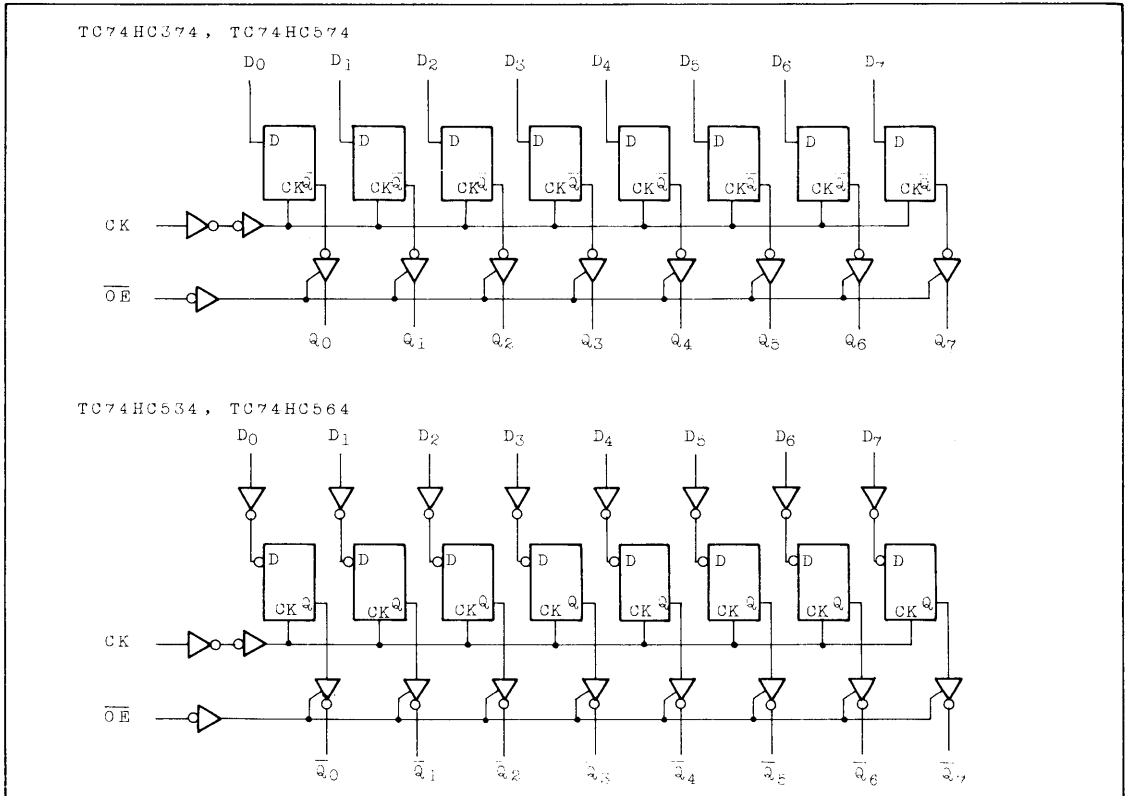 TC74HC374, TC74HC574
D0 D1 D2 D3 D4 D5 D6 D7
D D D D D D D D
CK Q̅ CK Q̅ CK Q̅ CK Q̅ CK Q̅ CK Q̅ CK Q̅ CK Q̅
CK
O̅E̅
Q0 Q1 Q2 Q3 Q4 Q5 Q6 Q7
TC74HC534, TC74HC564
D0 D1 D2 D3 D4 D5 D6 D7
D D D D D D D D
CK Q CK Q CK Q CK Q CK Q CK Q CK Q CK Q
CK
O̅E̅
Q̅0 Q̅1 Q̅2 Q̅3 Q̅4 Q̅5 Q̅6 Q̅7